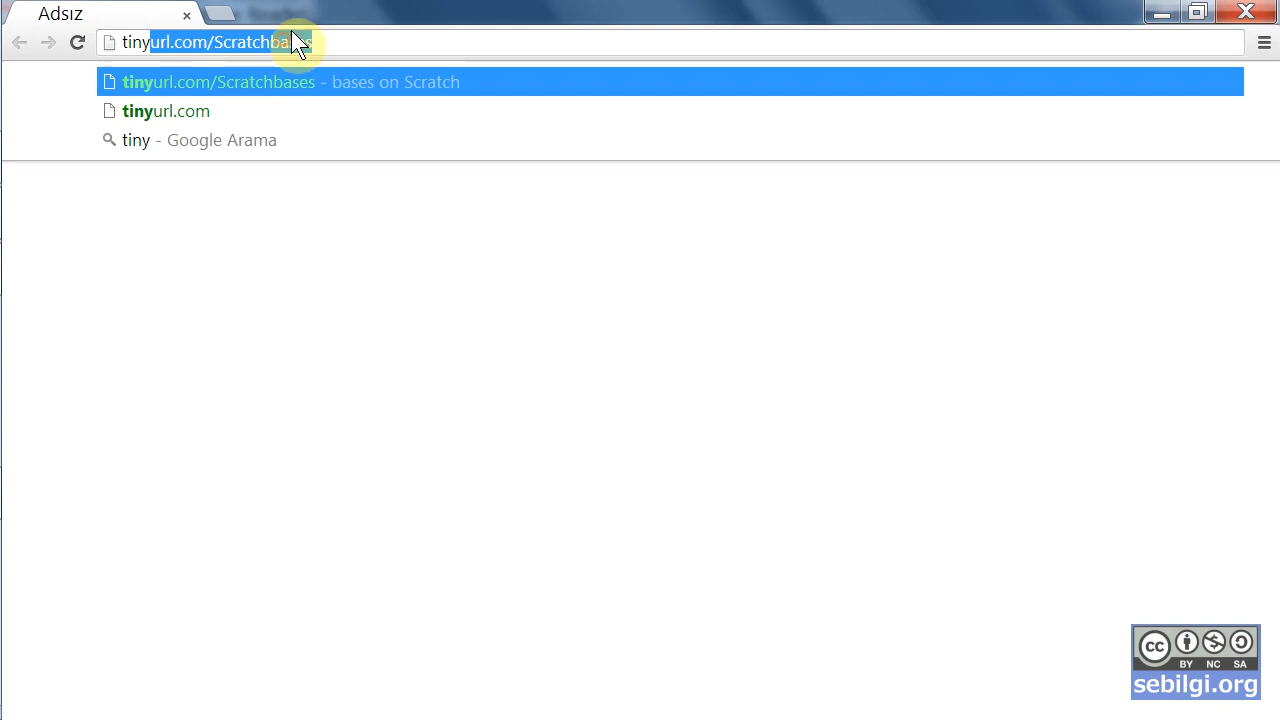 Adsız
tinyurl.com/Scratchbases
tinyurl.com/Scratchbases - bases on Scratch
tinyurl.com
tiny - Google Arama
cc
BY NC SA
sebilgi.org